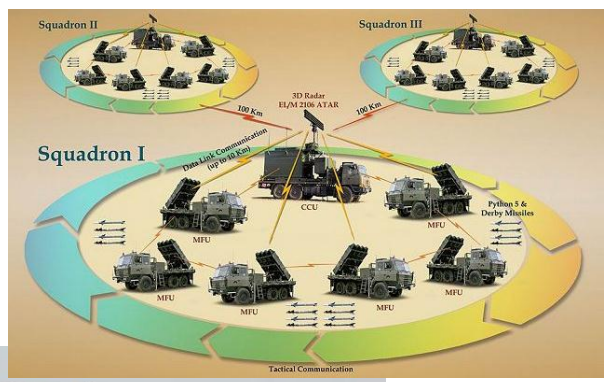 Squadron II
Squadron III
3D Radar
EL/M 2106 ATAR
100 Km
100 Km
Squadron I
Data Link Communication
(up to 10 Km)
CCU
MFU
MFU
Python 5 &
Derby Missiles
MFU
MFU
MFU
MFU
Tactical Communication